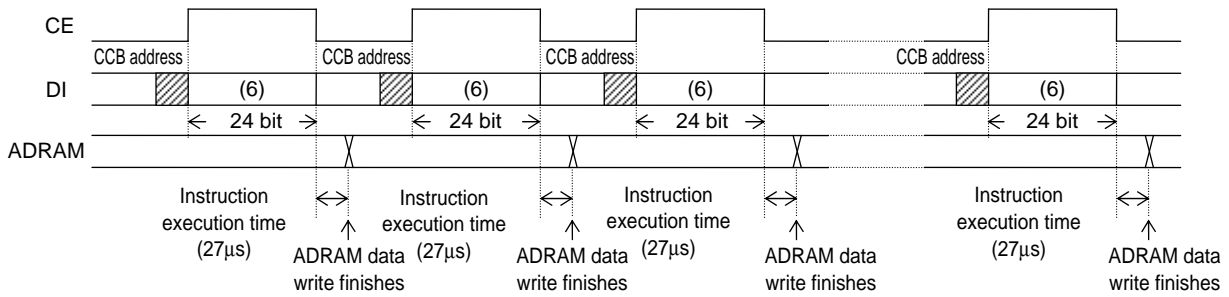 CE
CCB address CCB address CCB address CCB address
DI (6) (6) (6) (6)
24 bit 24 bit 24 bit 24 bit
ADRAM
Instruction execution time (27μs)
Instruction execution time (27μs)
Instruction execution time (27μs)
Instruction execution time (27μs)
ADRAM data write finishes
ADRAM data write finishes
ADRAM data write finishes
ADRAM data write finishes